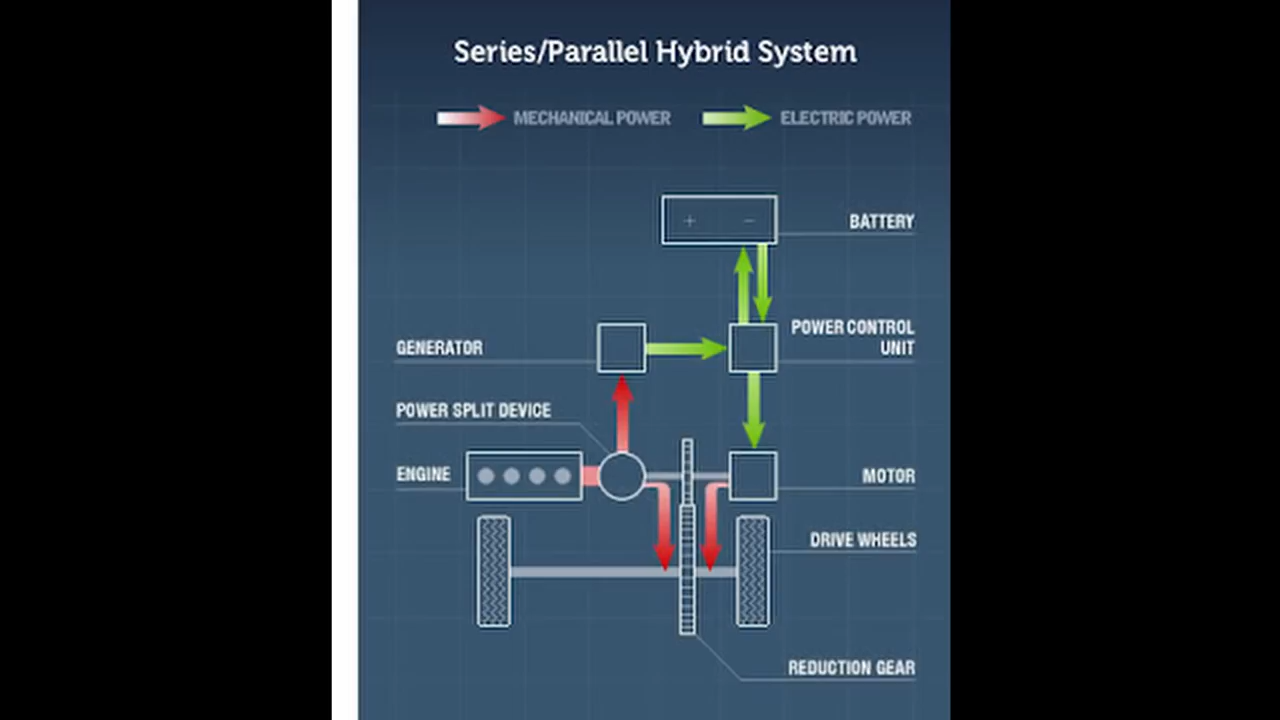 Series/Parallel Hybrid System
MECHANICAL POWER
ELECTRIC POWER
+ −
BATTERY
POWER CONTROL
UNIT
GENERATOR
POWER SPLIT DEVICE
ENGINE
MOTOR
DRIVE WHEELS
REDUCTION GEAR